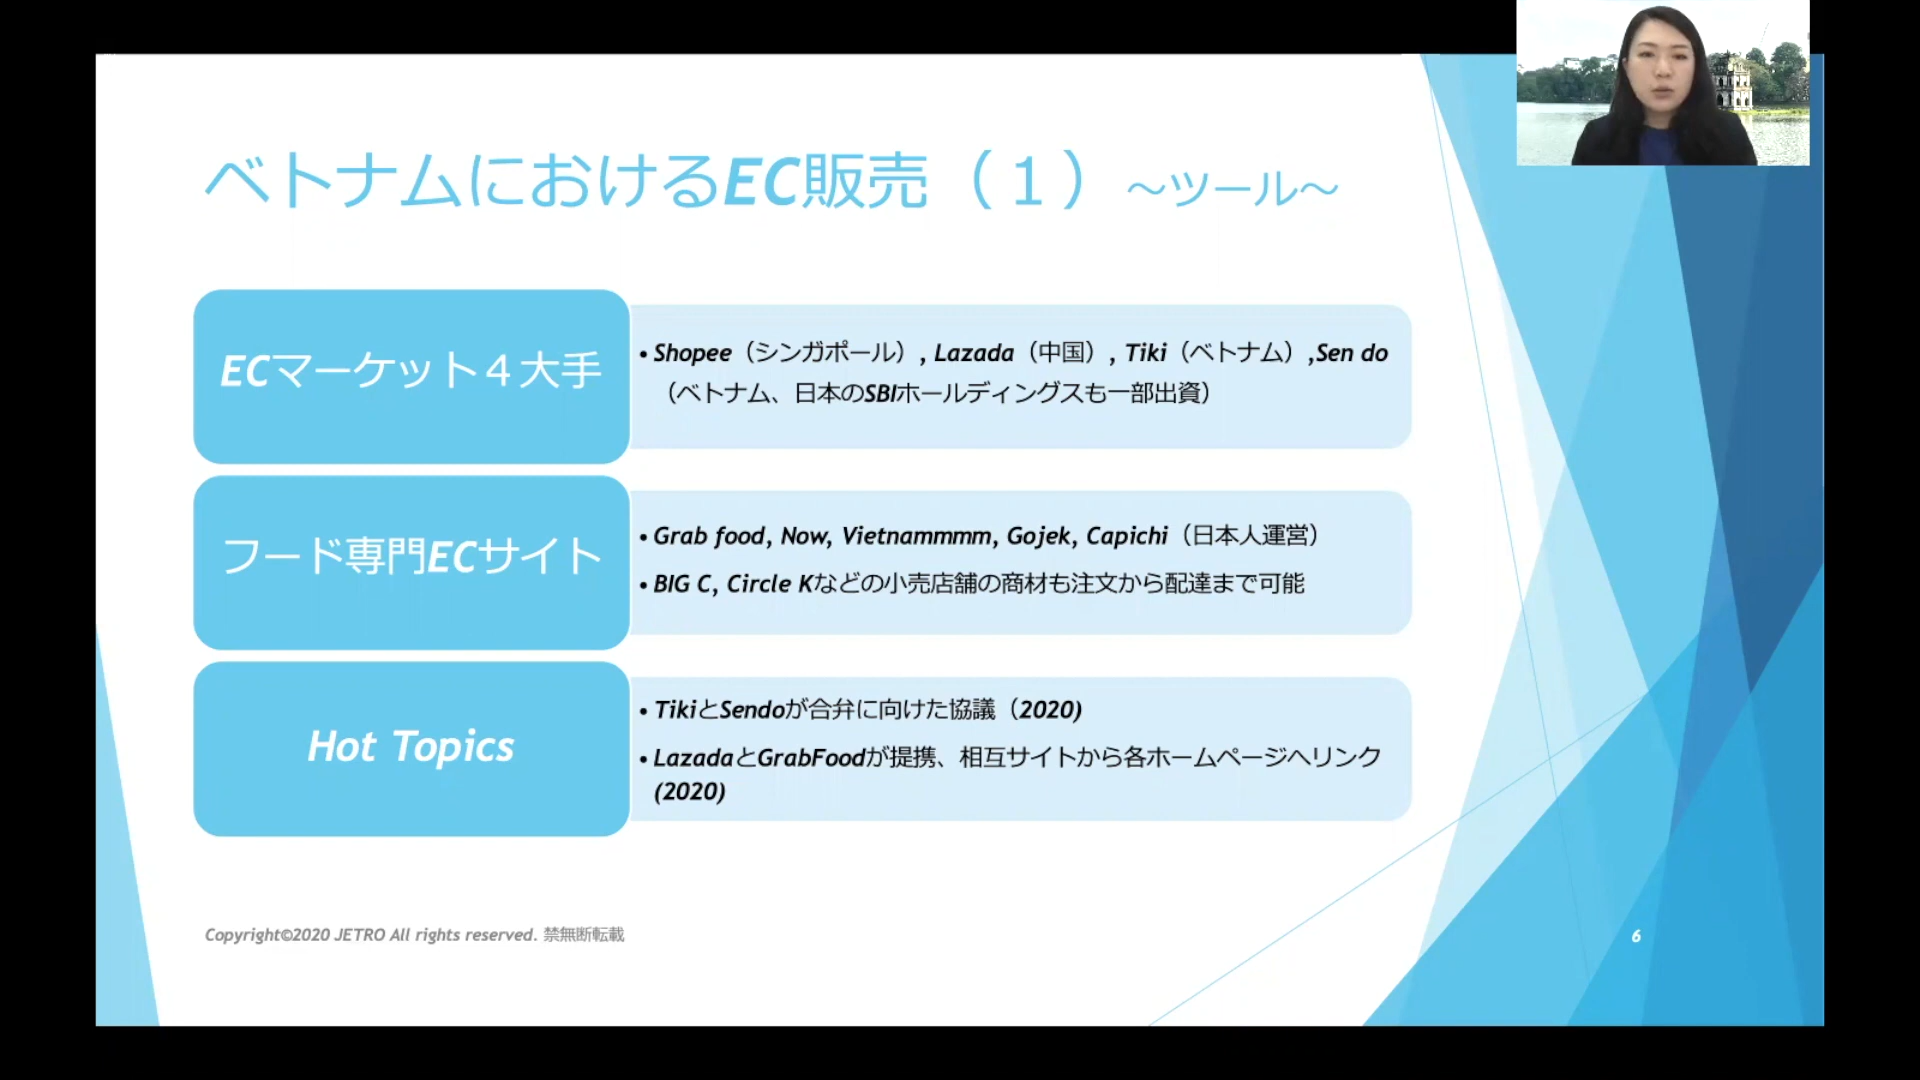 ベトナムにおけるEC販売（１）～ツール～
ECマーケット４大手
• Shopee（シンガポール）, Lazada（中国）, Tiki（ベトナム）,Sen do
（ベトナム、日本のSBIホールディングスも一部出資）
フード専門ECサイト
• Grab food, Now, Vietnammmm, Gojek, Capichi（日本人運営）
• BIG C, Circle Kなどの小売店舗の商材も注文から配達まで可能
Hot Topics
• TikiとSendoが合弁に向けた協議（2020)
• LazadaとGrabFoodが提携、相互サイトから各ホームページへリンク
(2020)
Copyright©2020 JETRO All rights reserved. 禁無断転載
6